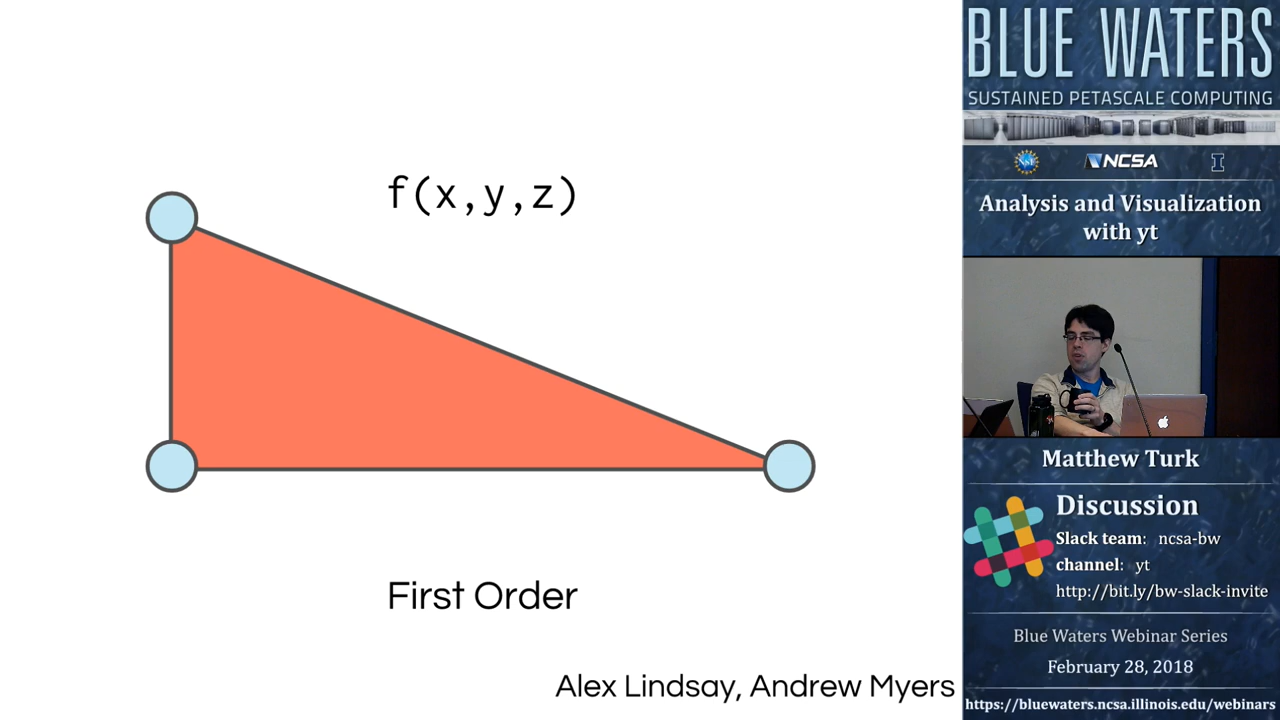 f(x,y,z)
First Order
Alex Lindsay, Andrew Myers
BLUE WATERS
SUSTAINED PETASCALE COMPUTING
NSF
NCSA
I
Analysis and Visualization
with yt
Matthew Turk
Discussion
Slack team: ncsa-bw
channel: yt
http://bit.ly/bw-slack-invite
Blue Waters Webinar Series
February 28, 2018
https://bluewaters.ncsa.illinois.edu/webinars